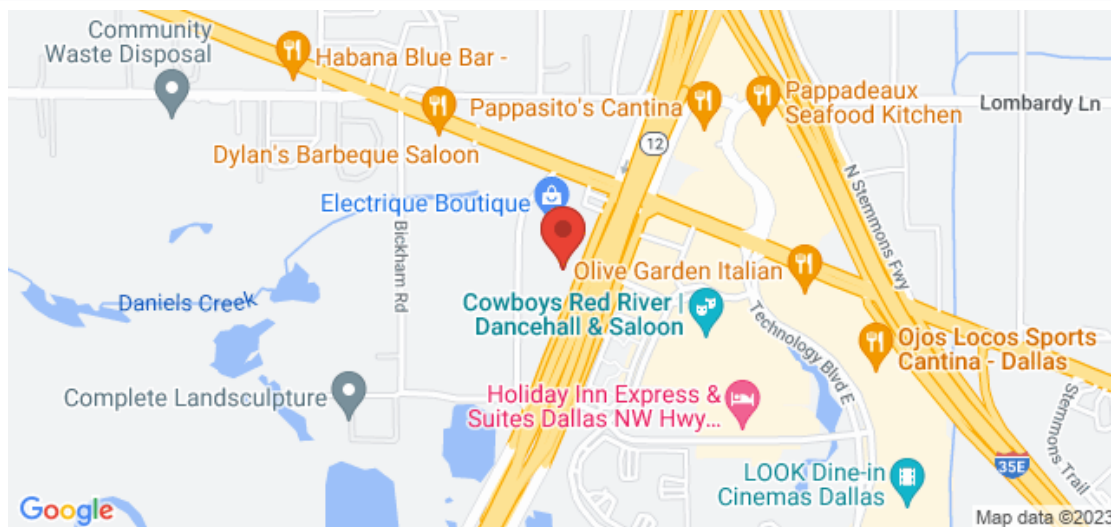 Community
Waste Disposal
Habana Blue Bar -
Pappasito's Cantina
Pappadeaux
Seafood Kitchen
Lombardy Ln
Dylan's Barbeque Saloon
12
N Stemmons Fwy
Electrique Boutique
Bickham Rd
Olive Garden Italian
Daniels Creek
Cowboys Red River |
Dancehall & Saloon
Technology Blvd E
Ojos Locos Sports
Cantina - Dallas
Complete Landsculpture
Holiday Inn Express &
Suites Dallas NW Hwy...
Stemmons Trail
35E
LOOK Dine-in
Cinemas Dallas
Google
Map data ©2023